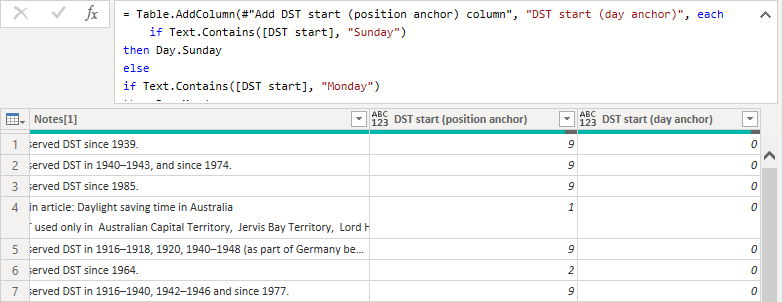 fx
= Table.AddColumn(#"Add DST start (position anchor) column", "DST start (day anchor)", each
if Text.Contains([DST start], "Sunday")
then Day.Sunday
else
if Text.Contains([DST start], "Monday")
Notes[1] ABC 123 DST start (position anchor) ABC 123 DST start (day anchor)
1 served DST since 1939. 9 0
2 served DST in 1940–1943, and since 1974. 9 0
3 served DST since 1985. 9 0
4 in article: Daylight saving time in Australia 1 0
used only in Australian Capital Territory, Jervis Bay Territory, Lord H
5 served DST in 1916–1918, 1920, 1940–1948 (as part of Germany be... 9 0
6 served DST since 1964. 2 0
7 served DST in 1916–1940, 1942–1946 and since 1977. 9 0